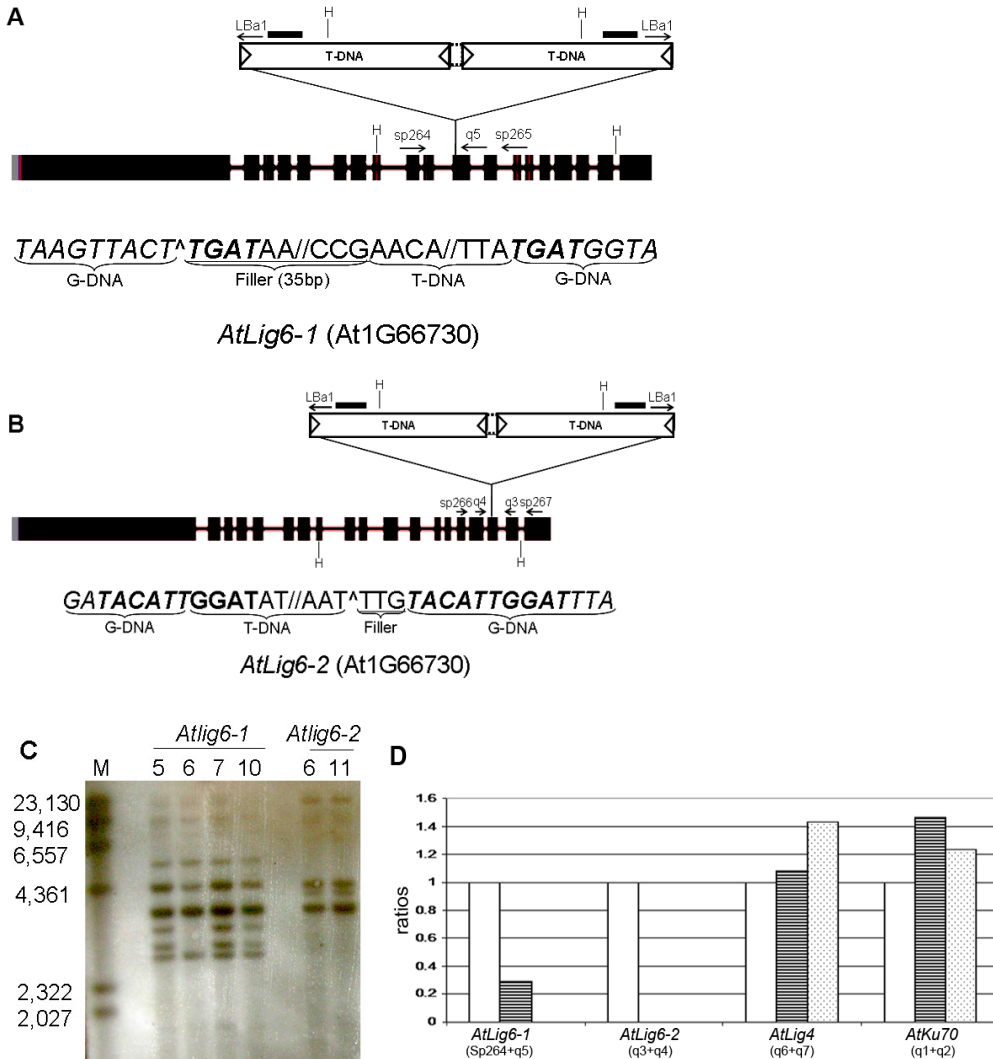 A
LBa1 H H LBa1
T-DNA T-DNA
H sp264 q5 sp265 H
TAAGTTACT^TGATAA//CCGAACA//TTATGATGGTA
G-DNA Filler (35bp) T-DNA G-DNA
AtLig6-1 (At1G66730)
B
LBa1 H H LBa1
T-DNA T-DNA
sp266 q4 q3 sp267
H H
GATACATTGGATAT//AAT^TTGTACATTGGATTTA
G-DNA T-DNA Filler G-DNA
AtLig6-2 (At1G66730)
C
Atlig6-1 Atlig6-2
M 5 6 7 10 6 11
23,130
9,416
6,557
4,361
2,322
2,027
D
1.6
1.4
1.2
1
0.8
0.6
0.4
0.2
0
ratios
AtLig6-1 AtLig6-2 AtLig4 AtKu70
(Sp264+q5) (q3+q4) (q6+q7) (q1+q2)